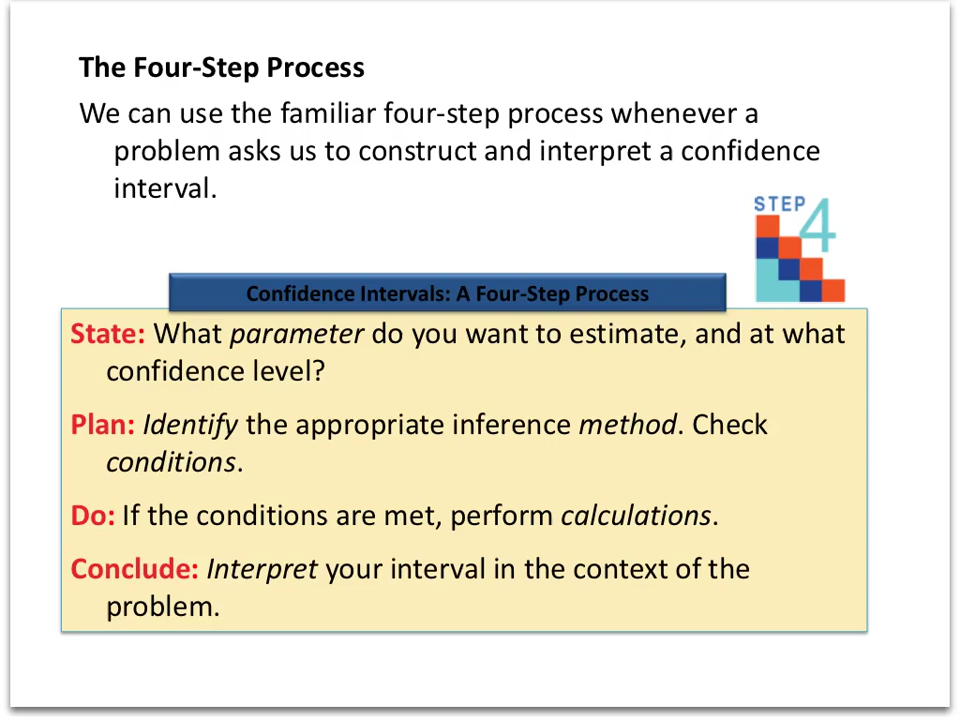 The Four-Step Process
We can use the familiar four-step process whenever a
problem asks us to construct and interpret a confidence
interval.
STEP 4
Confidence Intervals: A Four-Step Process
State: What parameter do you want to estimate, and at what
confidence level?
Plan: Identify the appropriate inference method. Check
conditions.
Do: If the conditions are met, perform calculations.
Conclude: Interpret your interval in the context of the
problem.